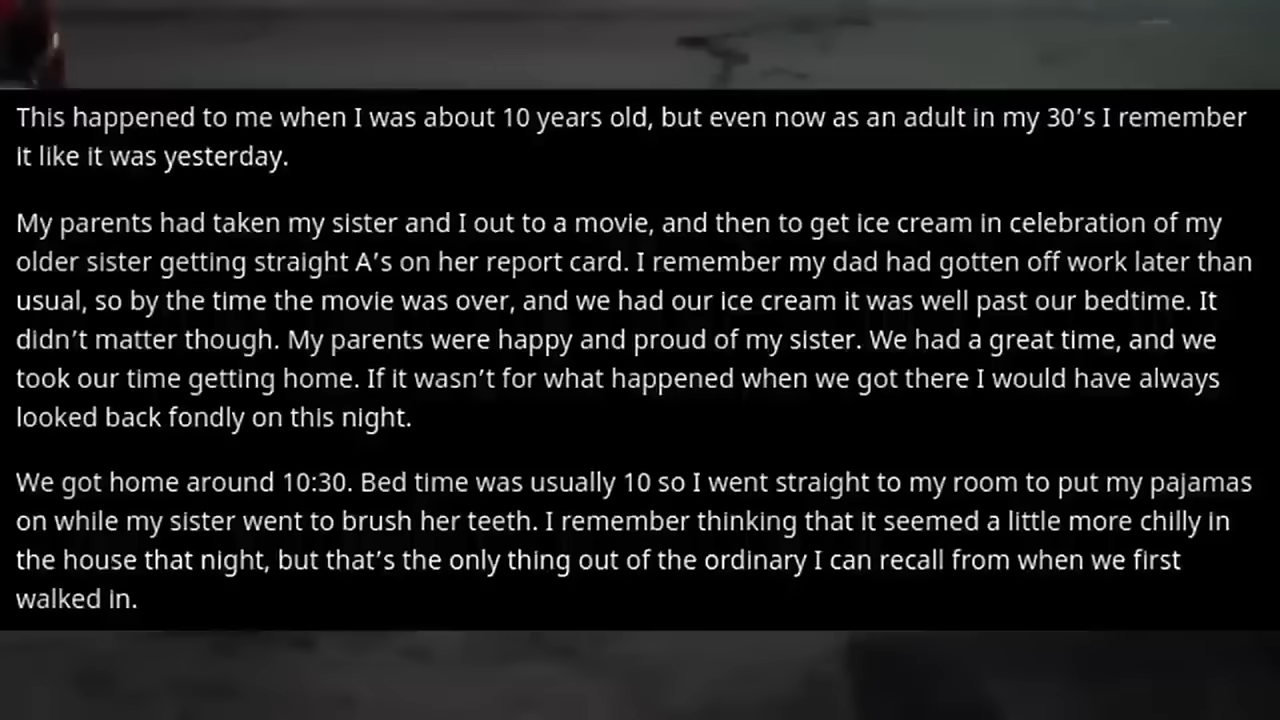 This happened to me when I was about 10 years old, but even now as an adult in my 30's I remember
it like it was yesterday.
My parents had taken my sister and I out to a movie, and then to get ice cream in celebration of my
older sister getting straight A's on her report card. I remember my dad had gotten off work later than
usual, so by the time the movie was over, and we had our ice cream it was well past our bedtime. It
didn't matter though. My parents were happy and proud of my sister. We had a great time, and we
took our time getting home. If it wasn't for what happened when we got there I would have always
looked back fondly on this night.
We got home around 10:30. Bed time was usually 10 so I went straight to my room to put my pajamas
on while my sister went to brush her teeth. I remember thinking that it seemed a little more chilly in
the house that night, but that's the only thing out of the ordinary I can recall from when we first
walked in.